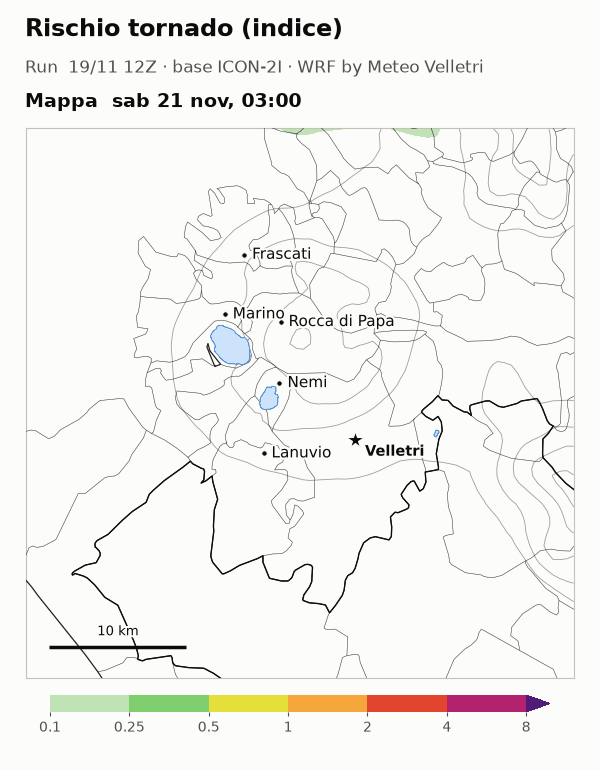 Rischio tornado (indice)
Run  19/11 12Z · base ICON-2I · WRF by Meteo Velletri
Mappa  sab 21 nov, 03:00
Frascati
Marino
Rocca di Papa
Nemi
Velletri
Lanuvio
10 km
0.1 0.25 0.5 1 2 4 8